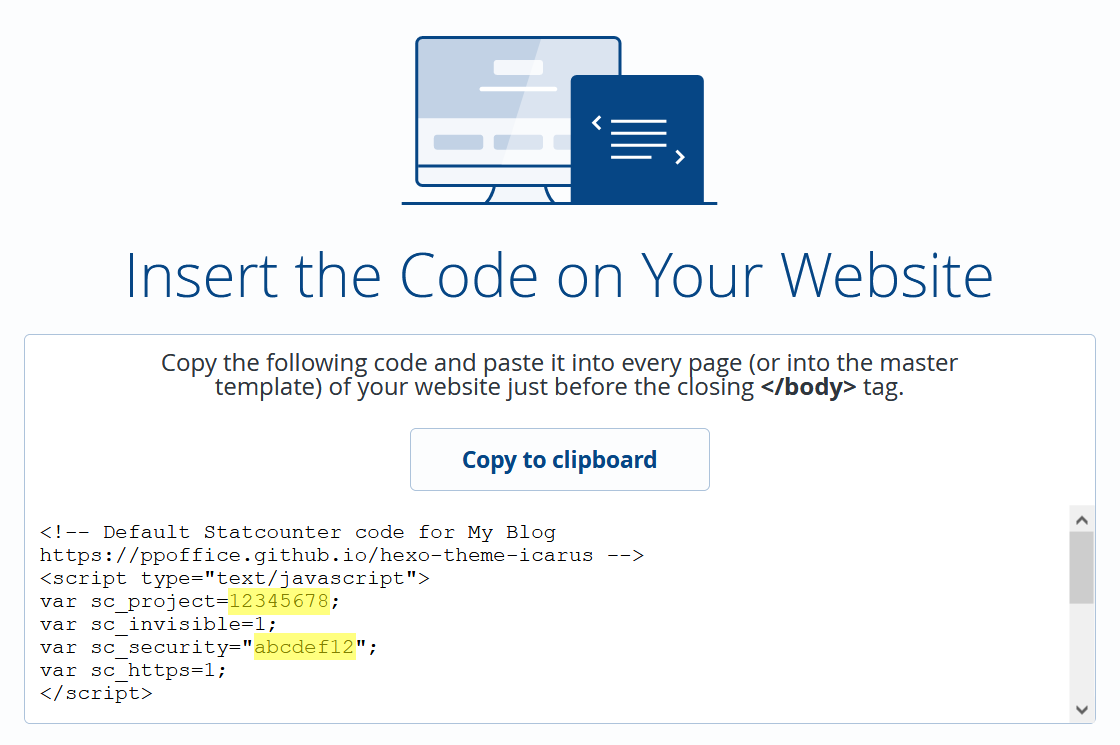 Insert the Code on Your Website
Copy the following code and paste it into every page (or into the master
template) of your website just before the closing </body> tag.
Copy to clipboard
<!-- Default Statcounter code for My Blog
https://ppoffice.github.io/hexo-theme-icarus -->
<script type="text/javascript">
var sc_project=12345678;
var sc_invisible=1;
var sc_security="abcdef12";
var sc_https=1;
</script>